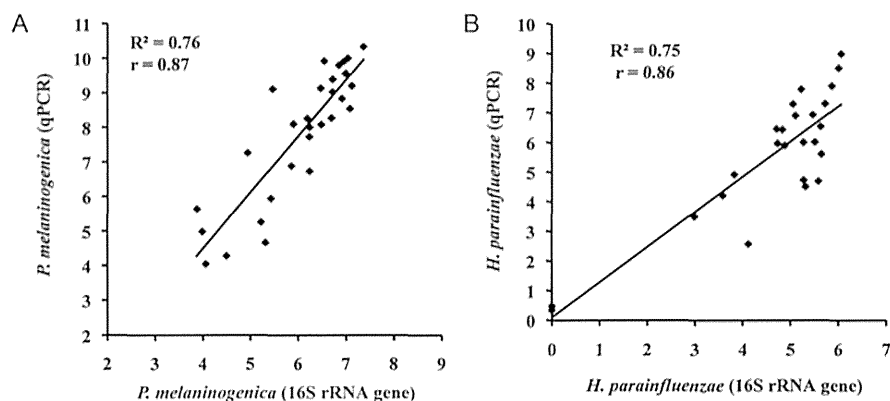 A
R² = 0.76
r = 0.87
P. melaninogenica (qPCR)
11
10
9
8
7
6
5
4
3
2
2 3 4 5 6 7 8 9
P. melaninogenica (16S rRNA gene)
B
R² = 0.75
r = 0.86
H. parainfluenzae (qPCR)
10
9
8
7
6
5
4
3
2
1
0
0 1 2 3 4 5 6 7
H. parainfluenzae (16S rRNA gene)